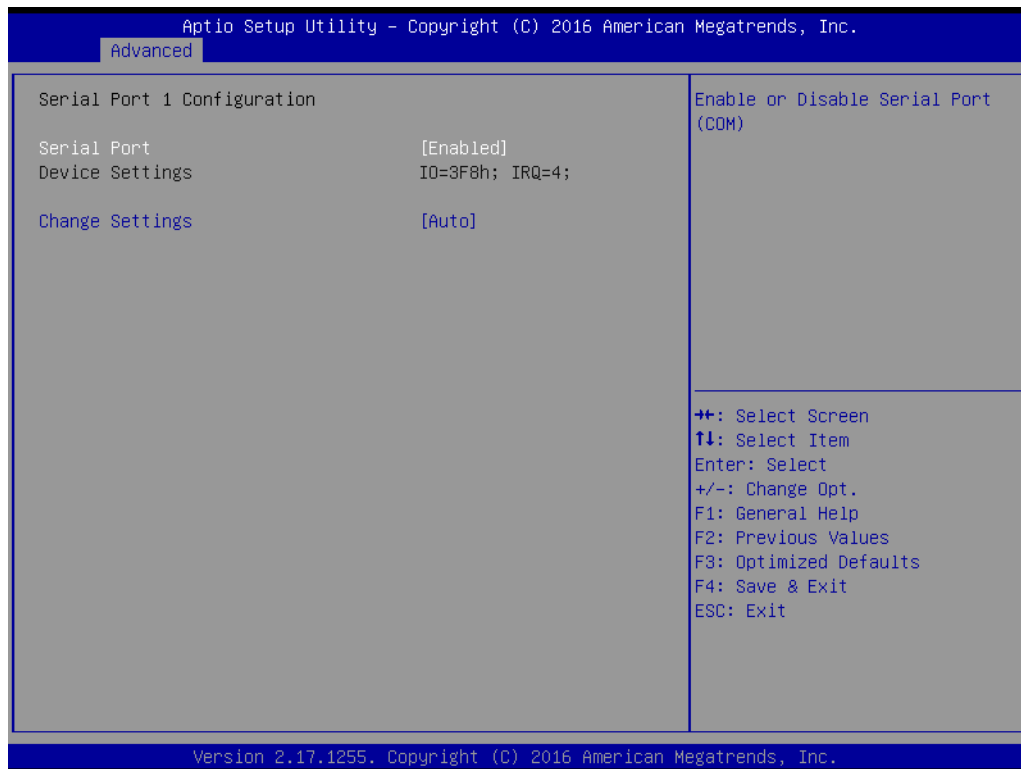 Aptio Setup Utility – Copyright (C) 2016 American Megatrends, Inc.
Advanced
Serial Port 1 Configuration
Serial Port [Enabled]
Device Settings IO=3F8h; IRQ=4;
Change Settings [Auto]
Enable or Disable Serial Port
(COM)
→←: Select Screen
↑↓: Select Item
Enter: Select
+/-: Change Opt.
F1: General Help
F2: Previous Values
F3: Optimized Defaults
F4: Save & Exit
ESC: Exit
Version 2.17.1255. Copyright (C) 2016 American Megatrends, Inc.